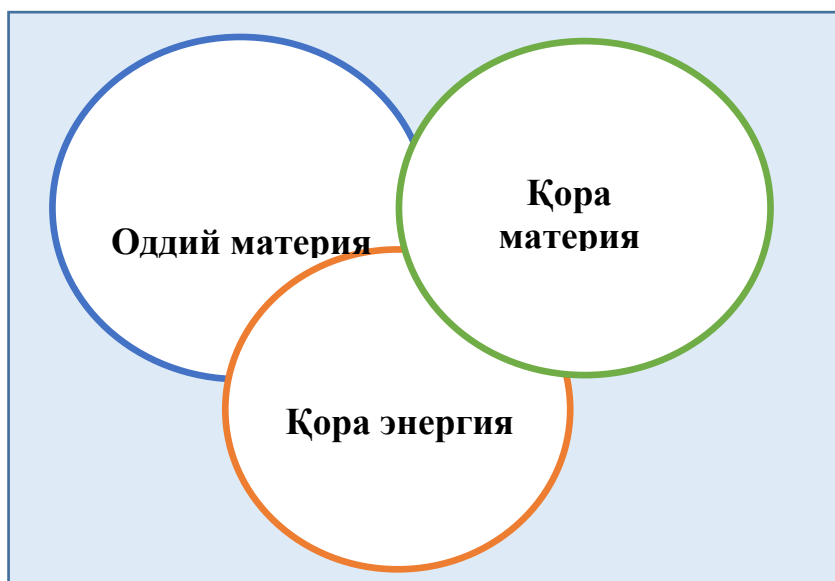 Оддий материя
Қора
материя
Қора энергия